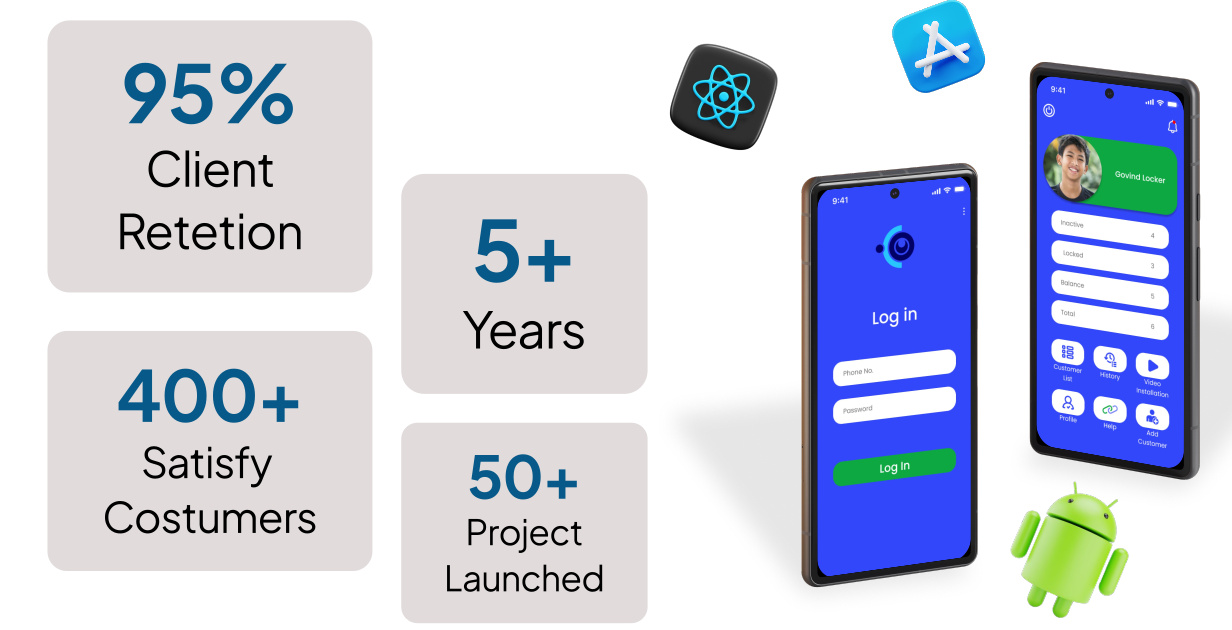 95%
Client
Retetion
400+
Satisfy
Costumers
5+
Years
50+
Project
Launched
9:41
Log in
Phone No.
Password
Log In
9:41
Govind Locker
Inactive 4
Locked 3
Balance 5
Total 6
Customer
List
History
Video
Installation
Profile
Help
Add
Customer